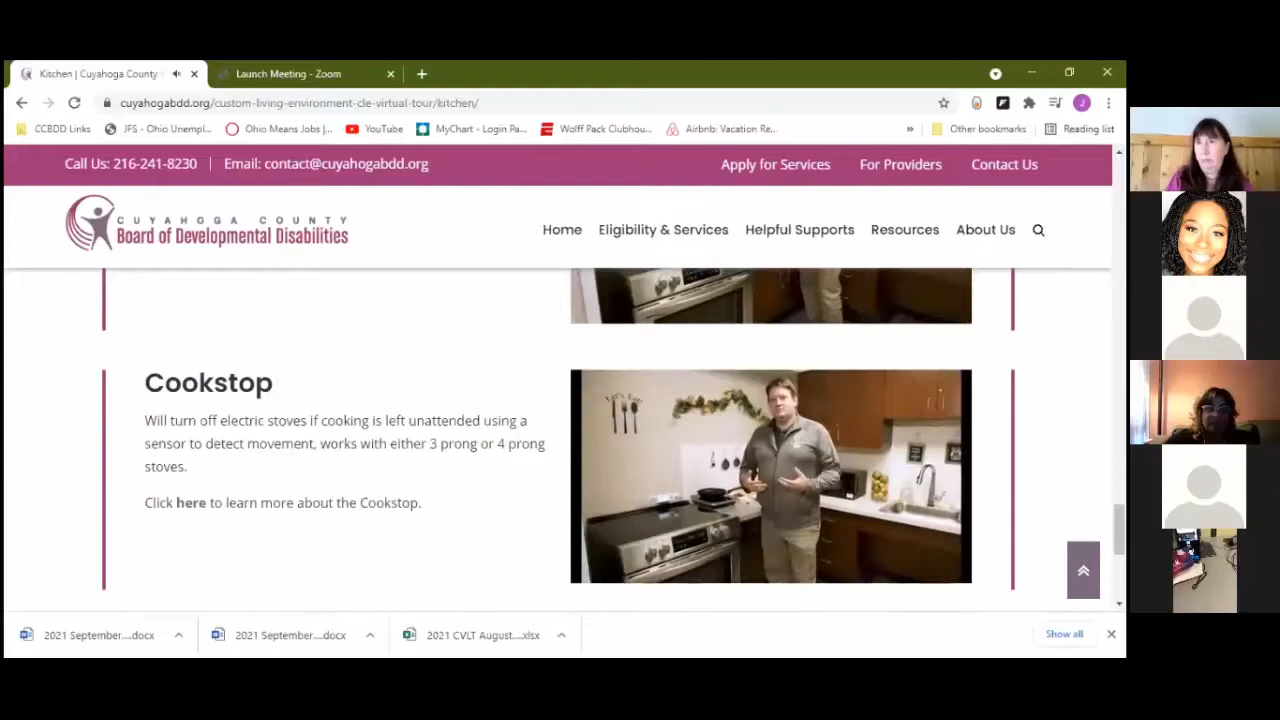 Kitchen | Cuyahoga County
Launch Meeting - Zoom
cuyahogabdd.org/custom-living-environment-cle-virtual-tour/kitchen/
CCBDD Links
JFS - Ohio Unempl...
Ohio Means Jobs |...
YouTube
MyChart - Login Pa...
Wolff Pack Clubhou...
Airbnb: Vacation Re...
»
Other bookmarks
Reading list
Call Us: 216-241-8230 | Email: contact@cuyahogabdd.org
Apply for Services
For Providers
Contact Us
CUYAHOGA COUNTY
Board of Developmental Disabilities
Home
Eligibility & Services
Helpful Supports
Resources
About Us
Cookstop
Will turn off electric stoves if cooking is left unattended using a
sensor to detect movement, works with either 3 prong or 4 prong
stoves.
Click here to learn more about the Cookstop.
Let's Eat!
2021 September....docx
2021 September....docx
2021 CVLT August....xlsx
Show all